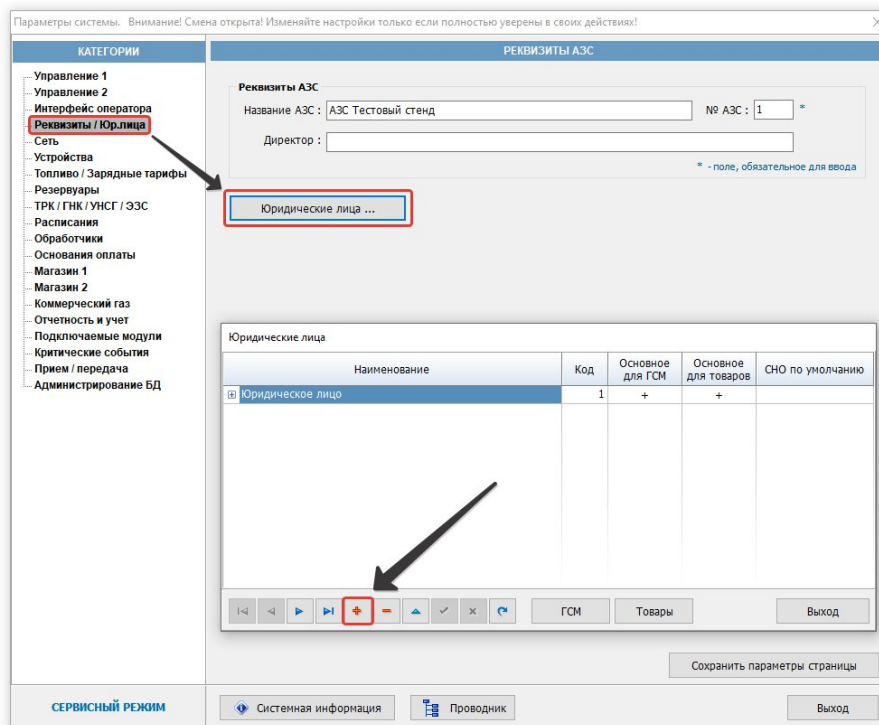 Параметры системы.   Внимание! Смена открыта! Изменяйте настройки только если полностью уверены в своих действиях!
КАТЕГОРИИ
Управление 1
Управление 2
Интерфейс оператора
Реквизиты / Юр.лица
Сеть
Устройства
Топливо / Зарядные тарифы
Резервуары
ТРК / ГНК / УНСГ / ЭЗС
Расписания
Обработчики
Основания оплаты
Магазин 1
Магазин 2
Коммерческий газ
Отчетность и учет
Подключаемые модули
Критические события
Прием / передача
Администрирование БД
СЕРВИСНЫЙ РЕЖИМ
РЕКВИЗИТЫ АЗС
Реквизиты АЗС
Название АЗС : АЗС Тестовый стенд № АЗС : 1 *
Директор :
* - поле, обязательное для ввода
Юридические лица ...
Юридические лица
Наименование Код Основное для ГСМ Основное для товаров СНО по умолчанию
Юридическое лицо 1 + +
ГСМ Товары Выход
Сохранить параметры страницы
Системная информация Проводник Выход